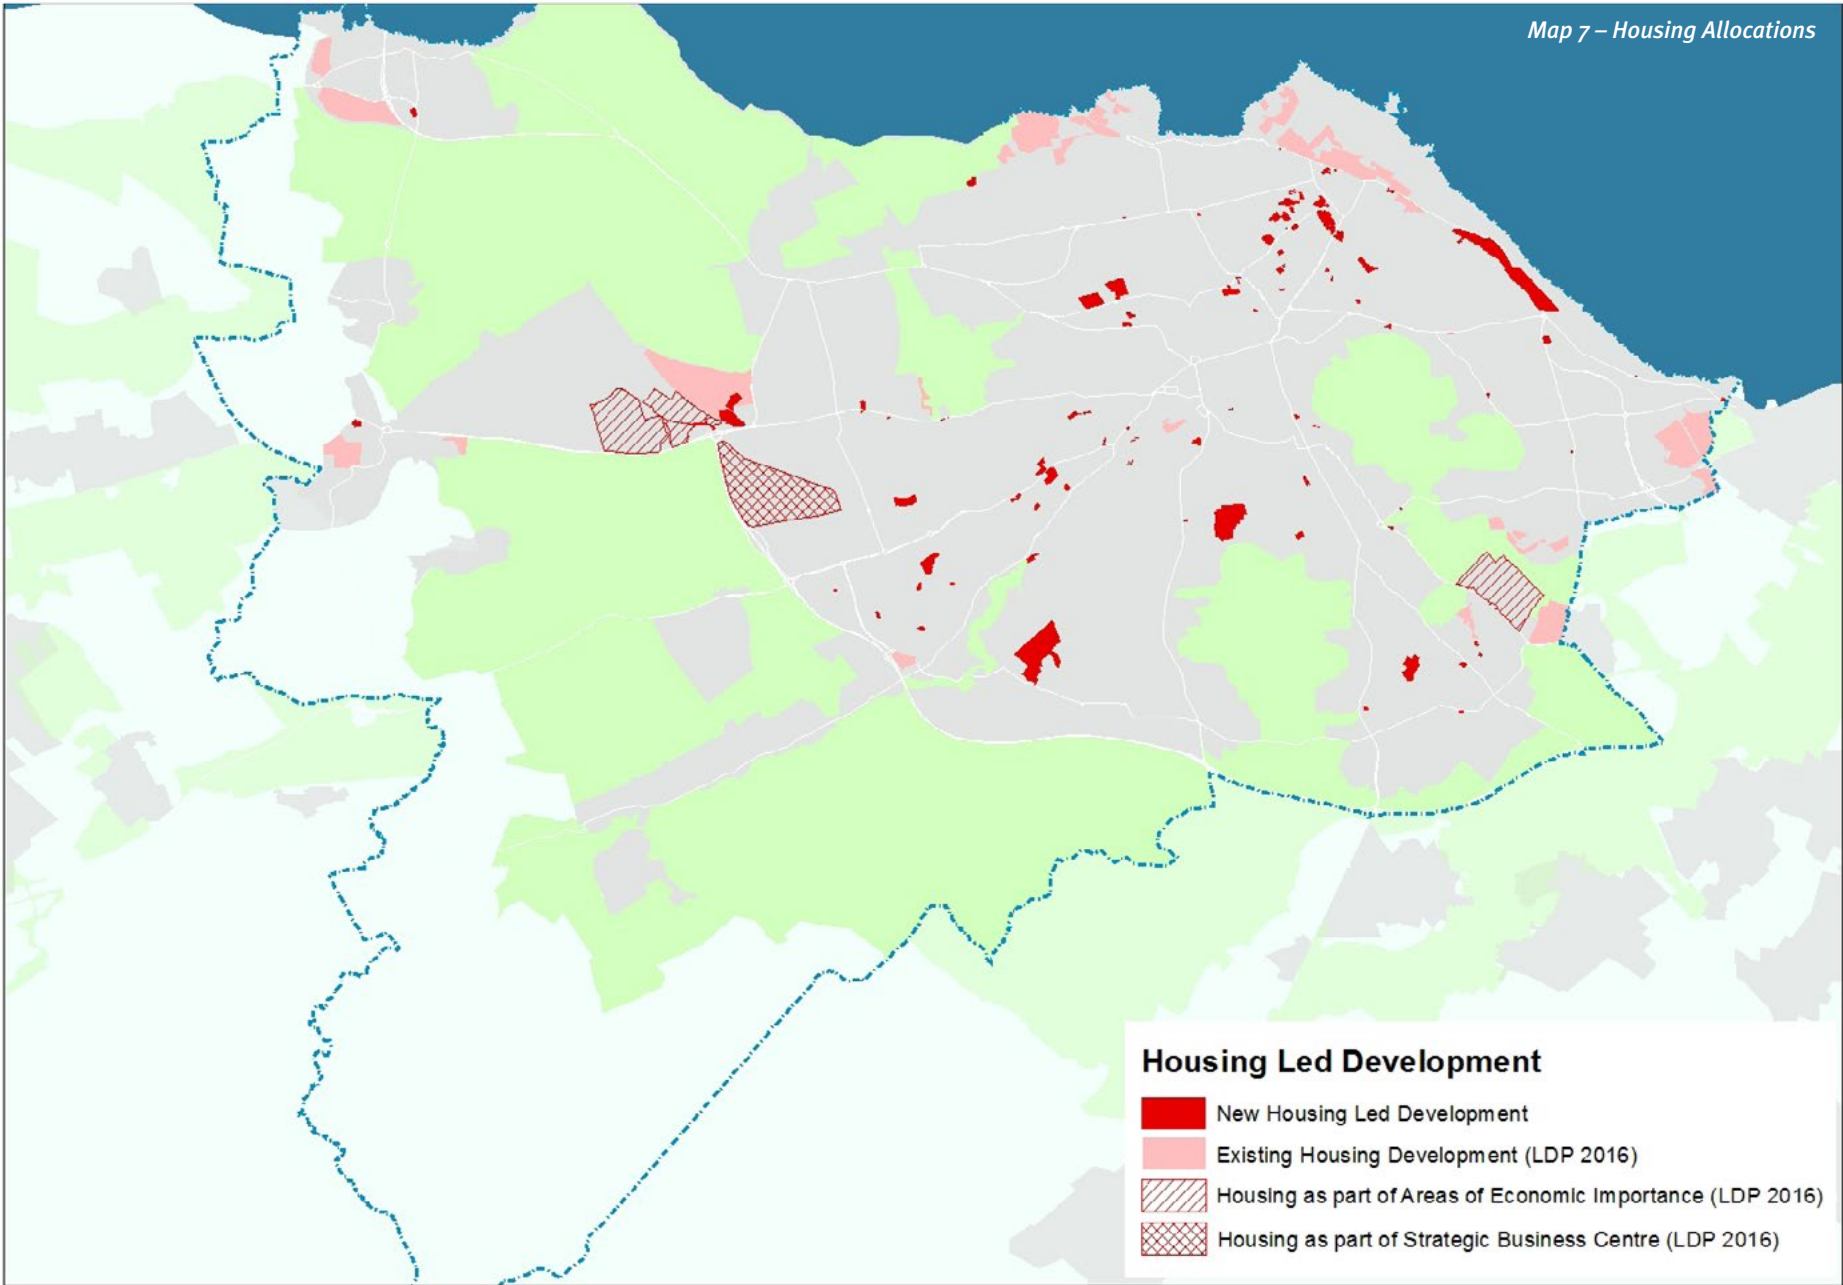 Map 7 – Housing Allocations
Housing Led Development
New Housing Led Development
Existing Housing Development (LDP 2016)
Housing as part of Areas of Economic Importance (LDP 2016)
Housing as part of Strategic Business Centre (LDP 2016)